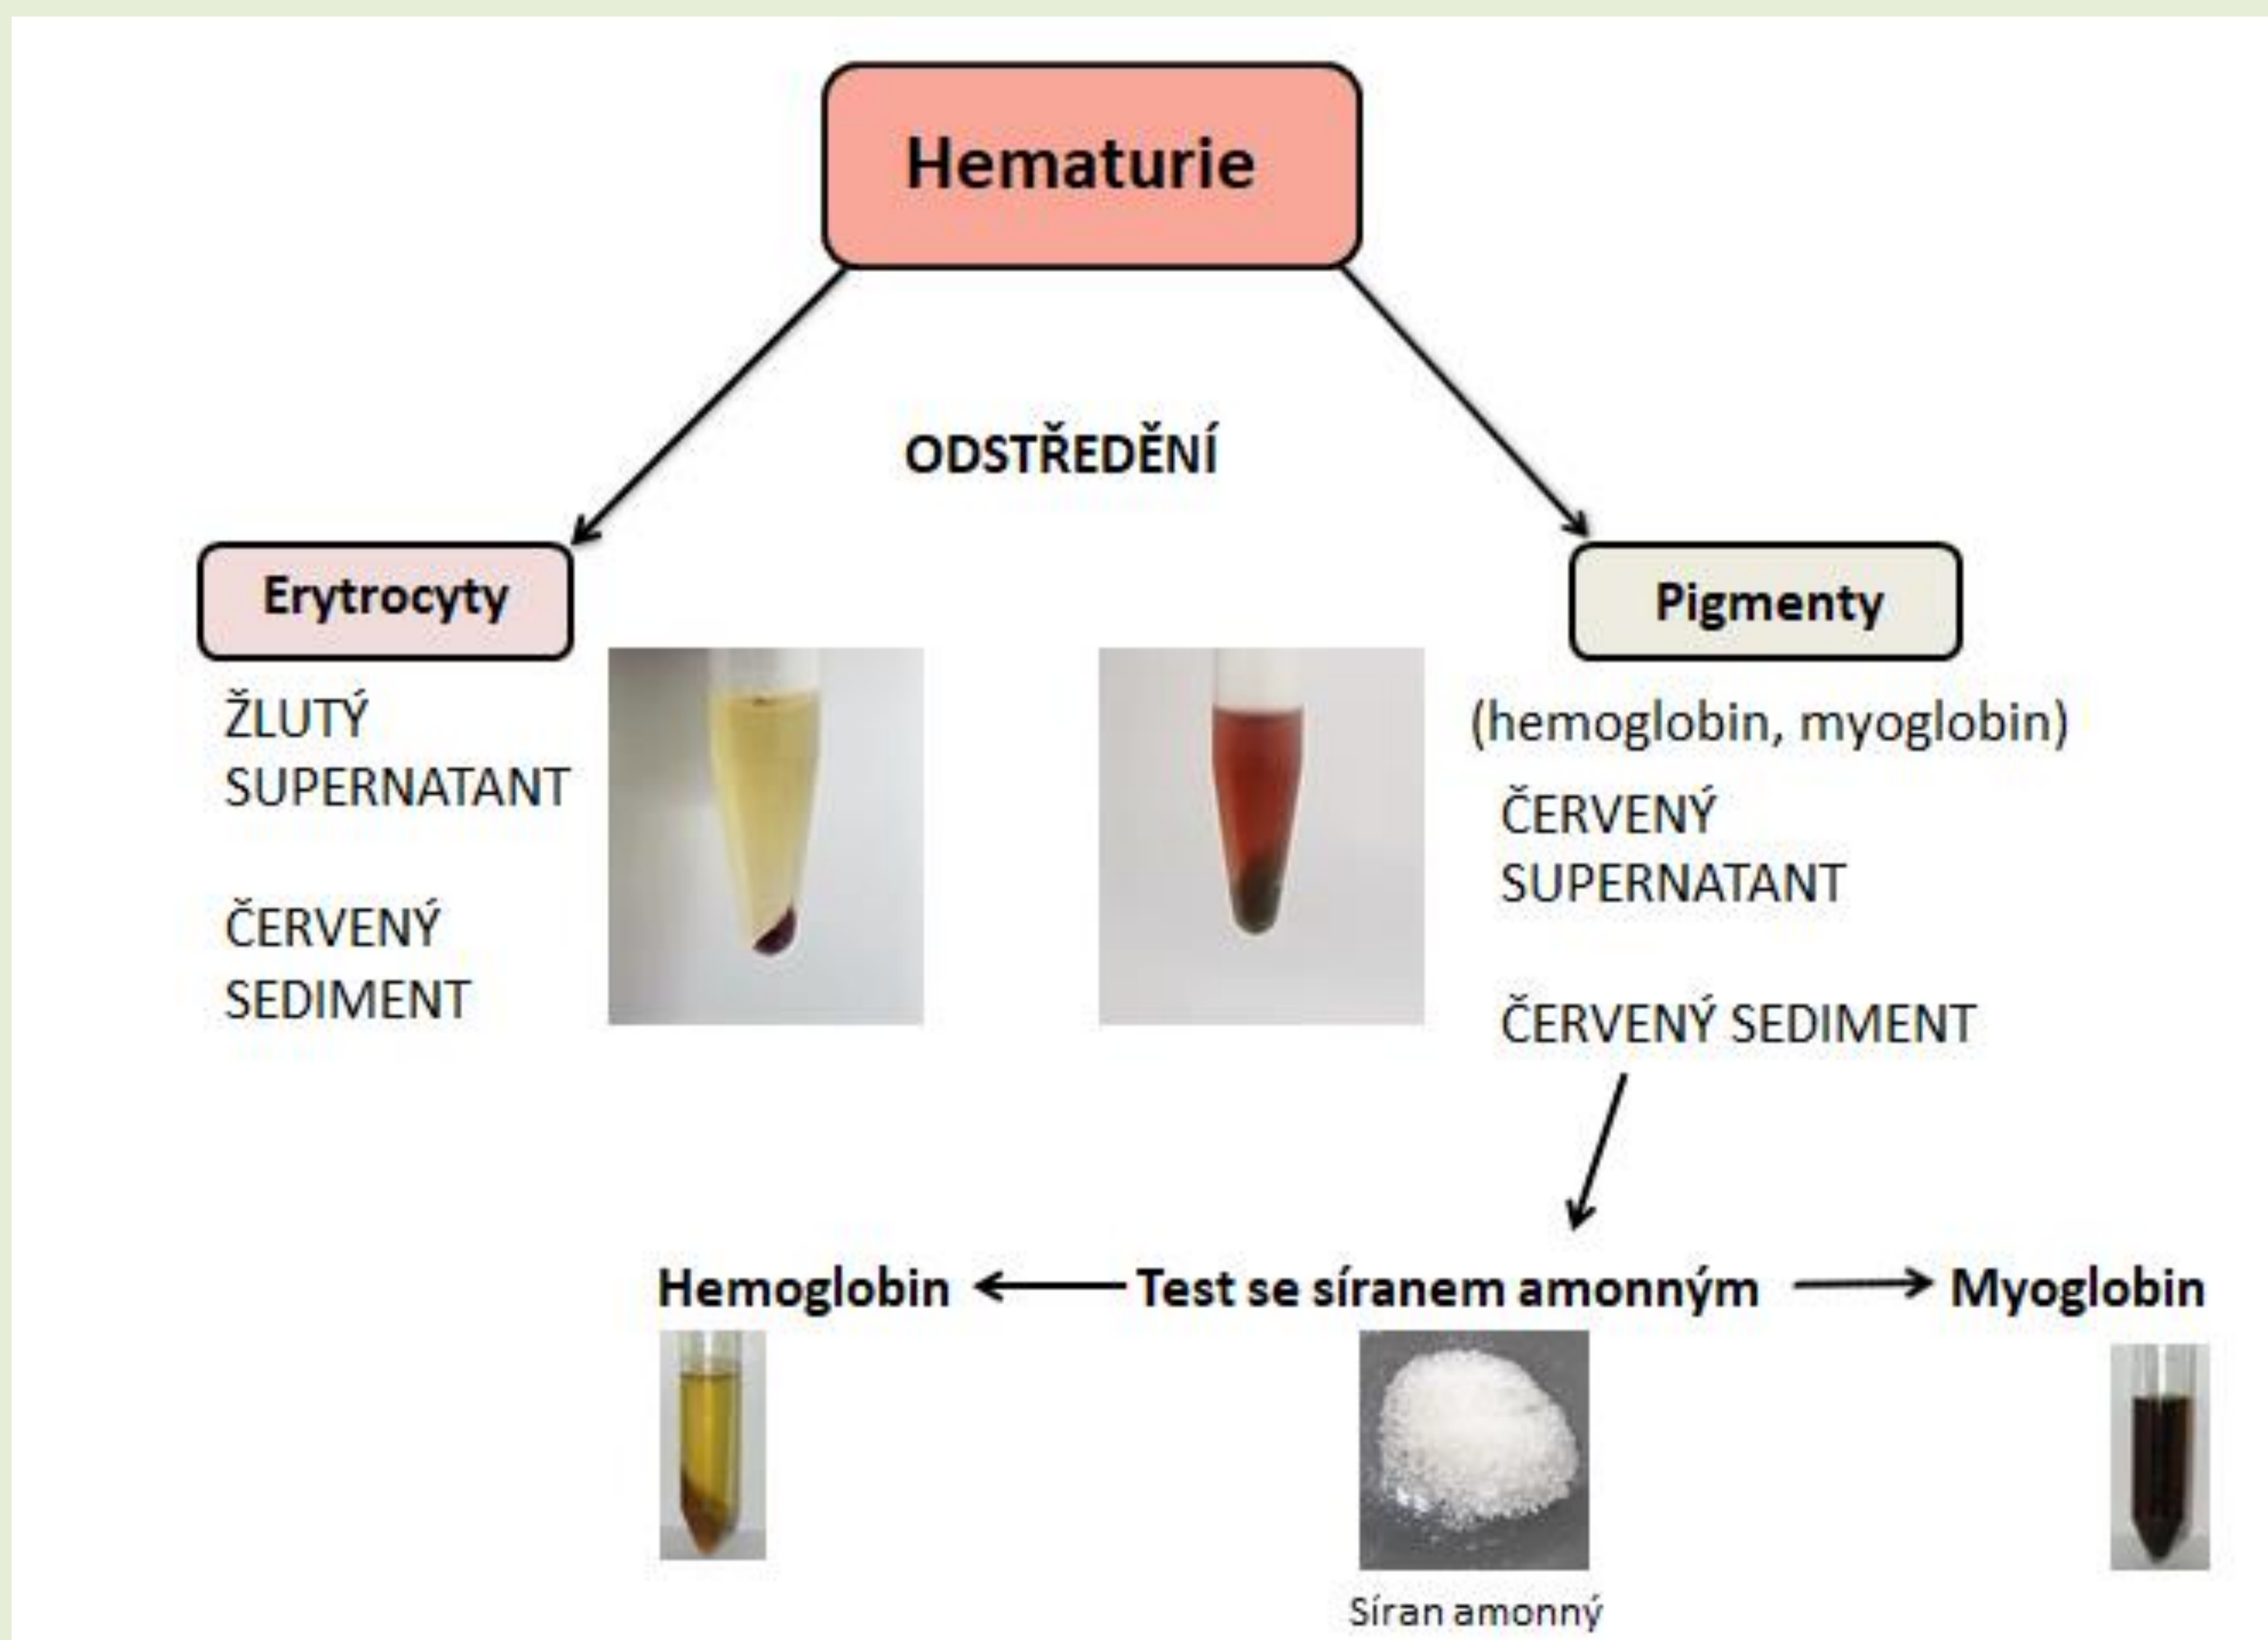 Hematurie
ODSTŘEDĚNÍ
Erytrocyty
ŽLUTÝ
SUPERNATANT
ČERVENÝ
SEDIMENT
Pigmenty
(hemoglobin, myoglobin)
ČERVENÝ
SUPERNATANT
ČERVENÝ SEDIMENT
Hemoglobin
Test se síranem amonným
Myoglobin
Síran amonný